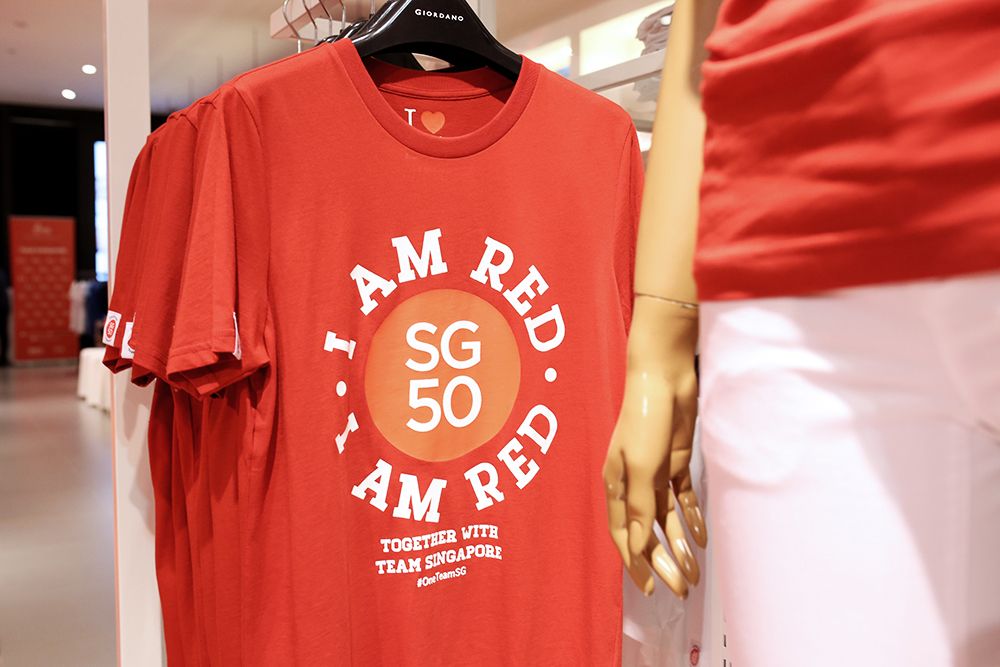 GIORDANO
I
I AM RED
SG
50
I AM RED
TOGETHER WITH
TEAM SINGAPORE
#OneTeamSG